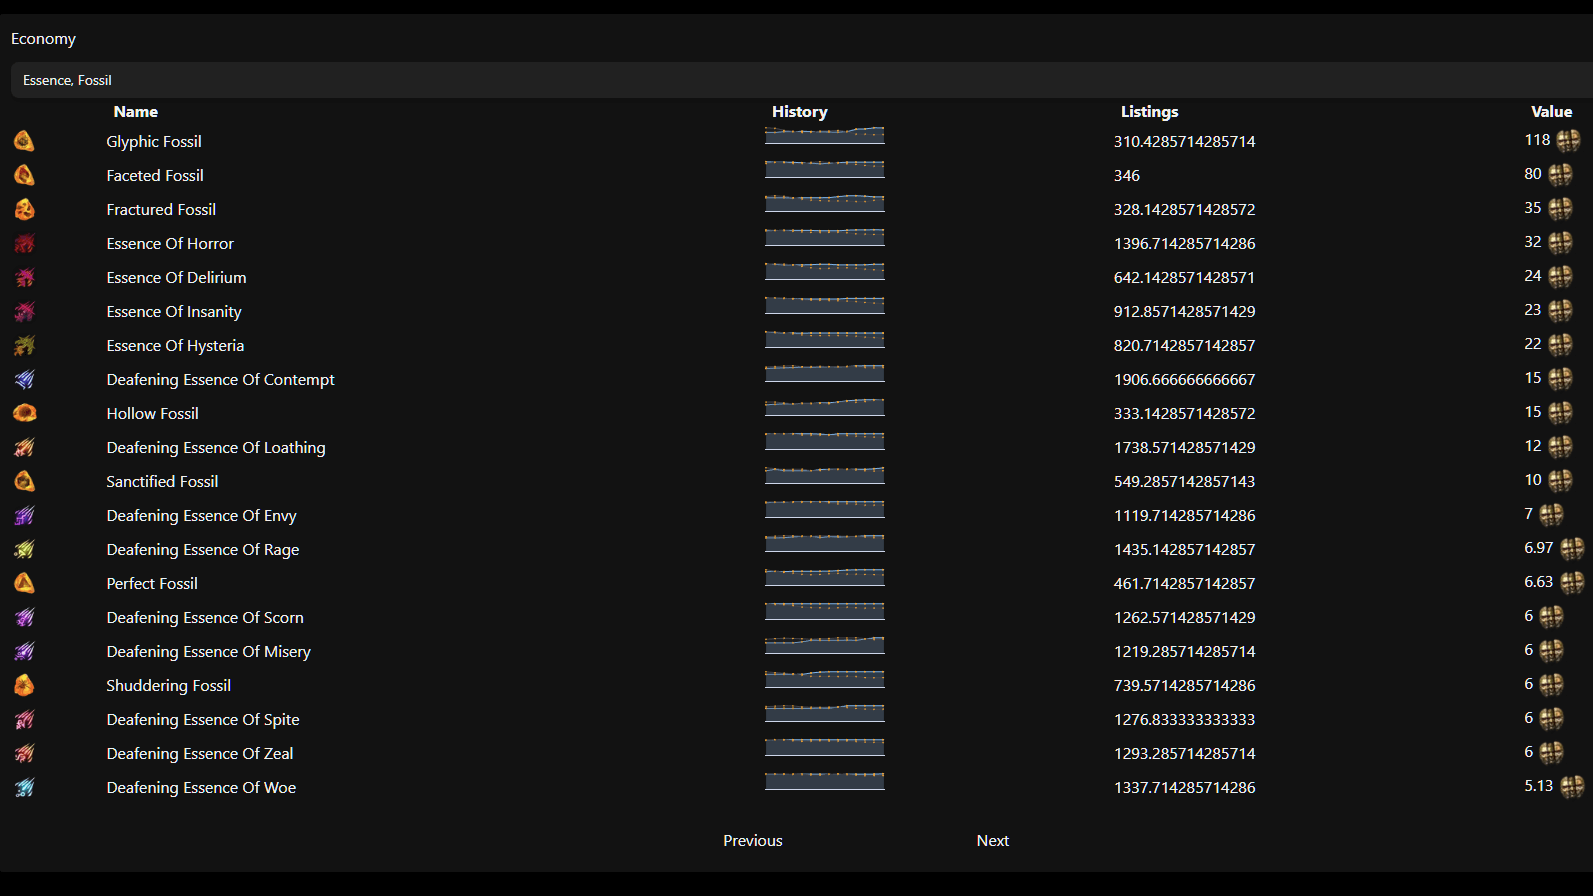 Economy
Essence, Fossil
Name History Listings Value
Glyphic Fossil 310.4285714285714 118
Faceted Fossil 346 80
Fractured Fossil 328.1428571428572 35
Essence Of Horror 1396.714285714286 32
Essence Of Delirium 642.1428571428571 24
Essence Of Insanity 912.8571428571429 23
Essence Of Hysteria 820.7142857142857 22
Deafening Essence Of Contempt 1906.666666666667 15
Hollow Fossil 333.1428571428572 15
Deafening Essence Of Loathing 1738.571428571429 12
Sanctified Fossil 549.2857142857143 10
Deafening Essence Of Envy 1119.714285714286 7
Deafening Essence Of Rage 1435.142857142857 6.97
Perfect Fossil 461.7142857142857 6.63
Deafening Essence Of Scorn 1262.571428571429 6
Deafening Essence Of Misery 1219.285714285714 6
Shuddering Fossil 739.5714285714286 6
Deafening Essence Of Spite 1276.833333333333 6
Deafening Essence Of Zeal 1293.285714285714 6
Deafening Essence Of Woe 1337.714285714286 5.13
Previous Next